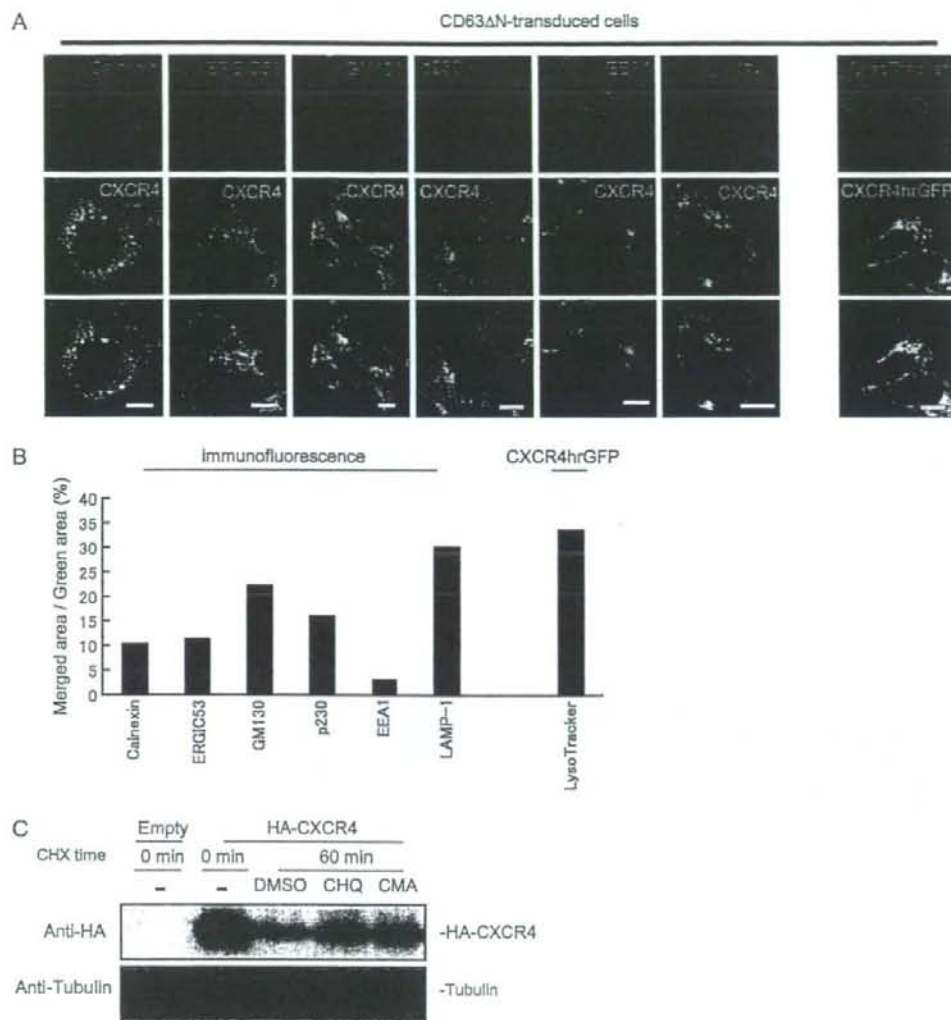 A
CD63ΔN-transduced cells
CXCR4 CXCR4 CXCR4 CXCR4 CXCR4 CXCR4 CXCR4hrGFP
B
Immunofluorescence
CXCR4hrGFP
Merged area / Green area (%)
40
35
30
25
20
15
10
5
0
Calnexin
ERGIC53
GM130
p230
EEA1
LAMP-1
LysoTracker
C
Empty HA-CXCR4
CHX time 0 min 0 min 60 min
- - DMSO CHQ CMA
Anti-HA -HA-CXCR4
Anti-Tubulin -Tubulin